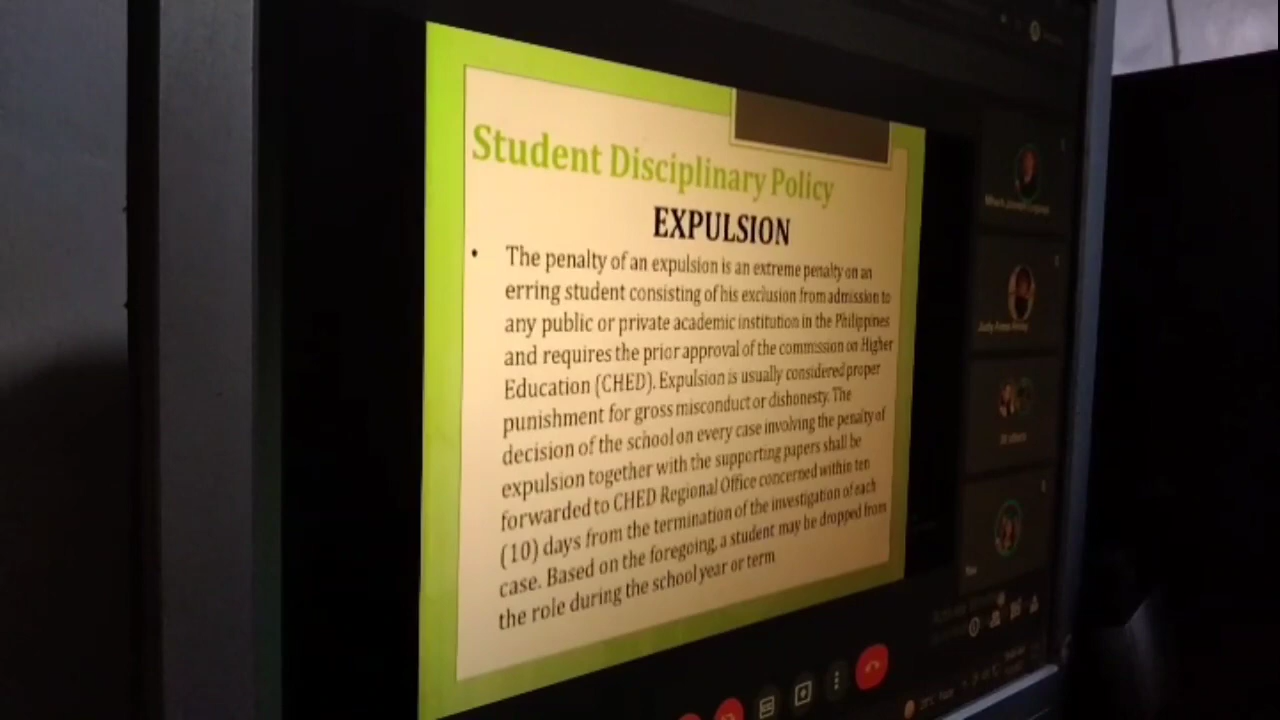 Student Disciplinary Policy
EXPULSION
• The penalty of an expulsion is an extreme penalty on an
erring student consisting of his exclusion from admission to
any public or private academic institution in the Philippines
and requires the prior approval of the commission on Higher
Education (CHED). Expulsion is usually considered proper
punishment for gross misconduct or dishonesty. The
decision of the school on every case involving the penalty of
expulsion together with the supporting papers shall be
forwarded to CHED Regional Office concerned within ten
(10) days from the termination of the investigation of each
case. Based on the foregoing, a student may be dropped from
the role during the school year or term
You